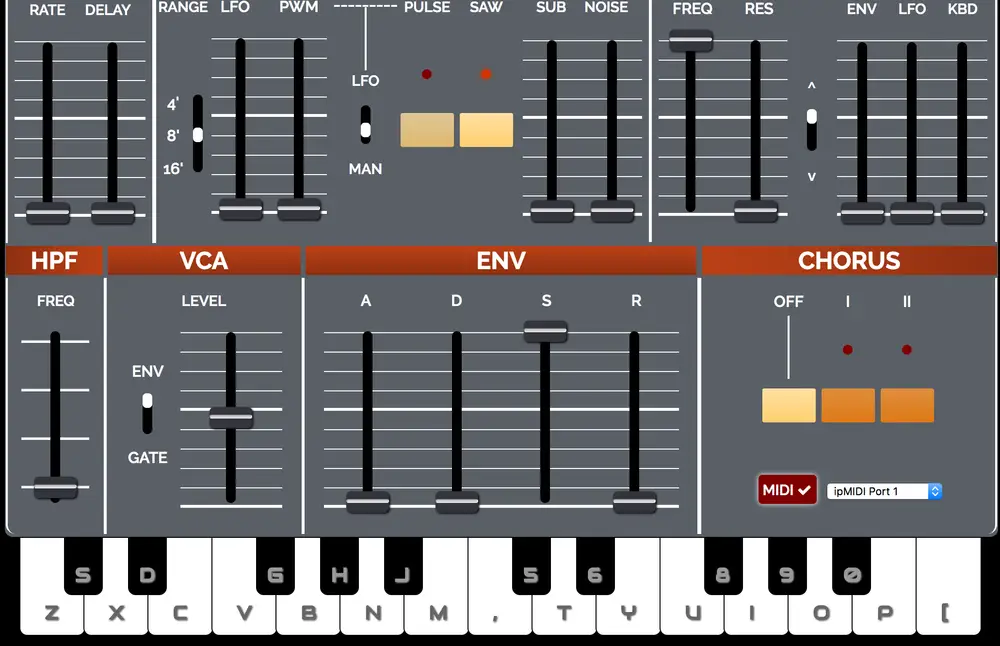 RATE DELAY RANGE LFO PWM PULSE SAW SUB NOISE FREQ RES ENV LFO KBD
LFO
^
4'
8'
16'
MAN
v
HPF VCA ENV CHORUS
FREQ LEVEL A D S R OFF I II
ENV
GATE
MIDI ✓ ipMIDI Port 1
S D G H J 5 6 8 9 0
Z X C V B N M , T Y U I O P [